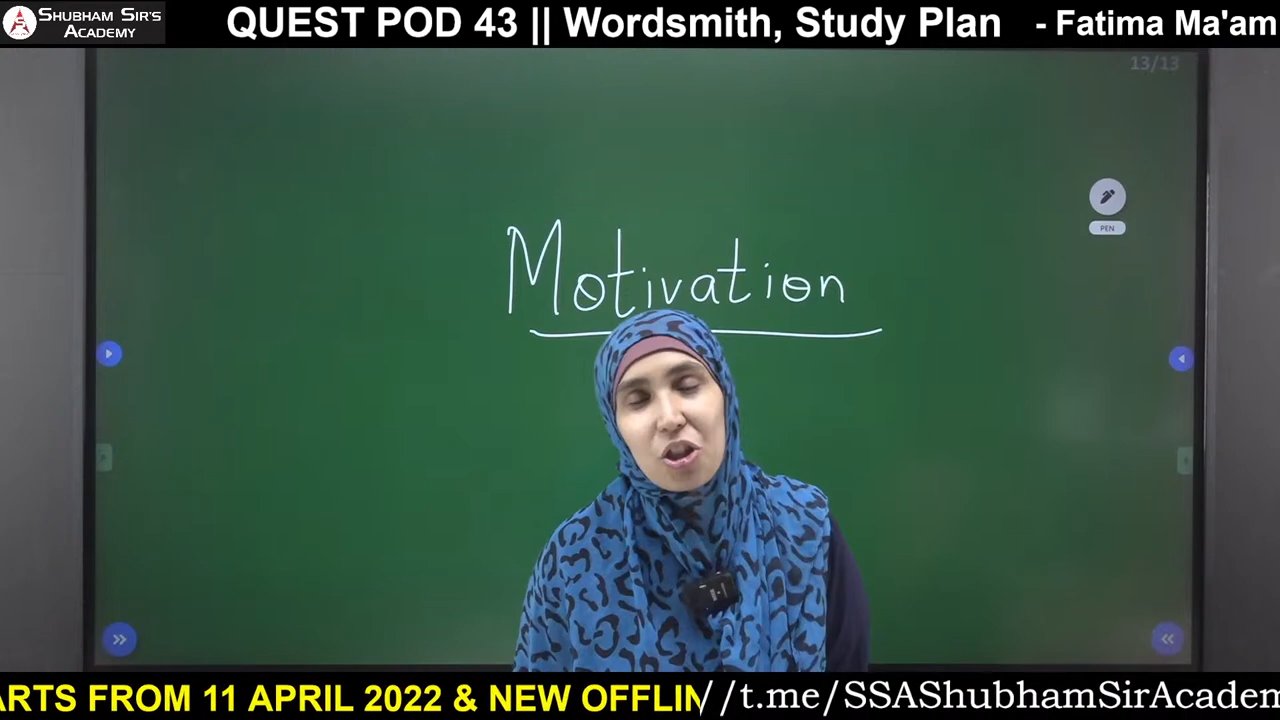 SHUBHAM SIR'S
ACADEMY
QUEST POD 43 || Wordsmith, Study Plan - Fatima Ma'am
13/13
PEN
Motivation
ARTS FROM 11 APRIL 2022 & NEW OFFLIN
//t.me/SSAShubhamSirAcadem